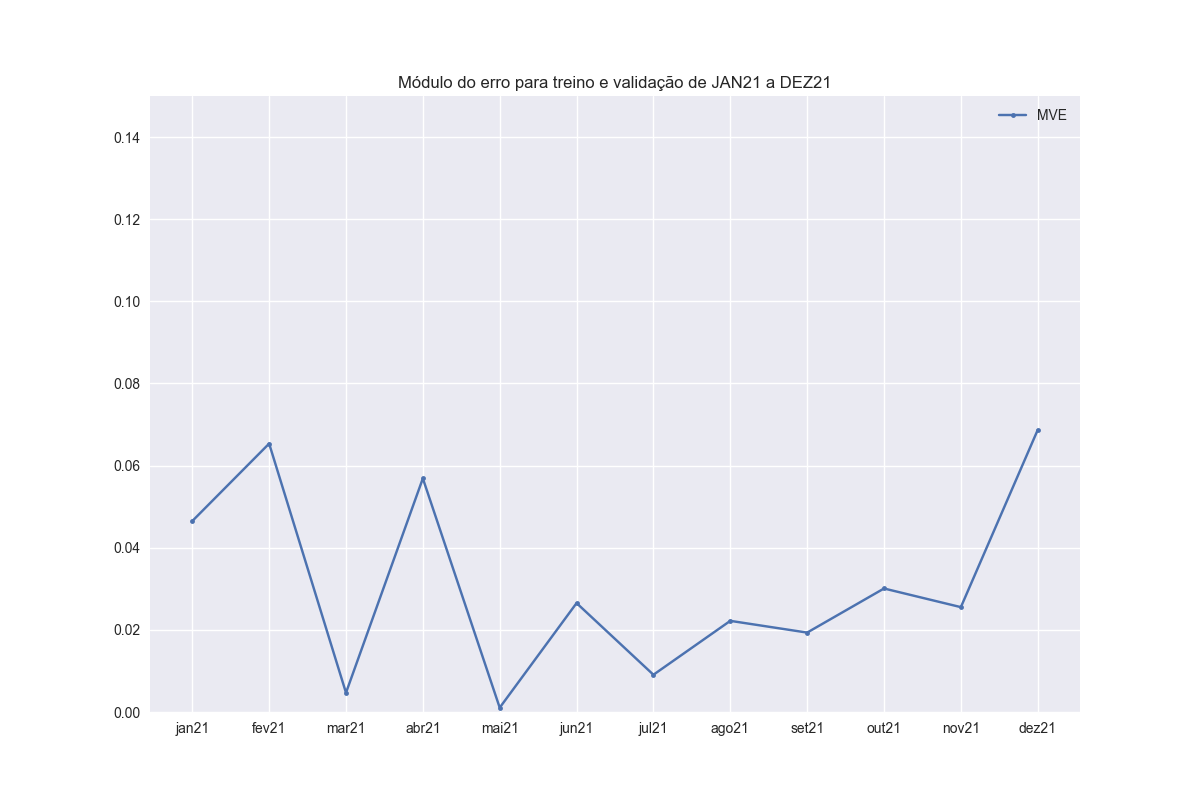 Módulo do erro para treino e validação de JAN21 a DEZ21
MVE
0.14
0.12
0.10
0.08
0.06
0.04
0.02
0.00
jan21 fev21 mar21 abr21 mai21 jun21 jul21 ago21 set21 out21 nov21 dez21